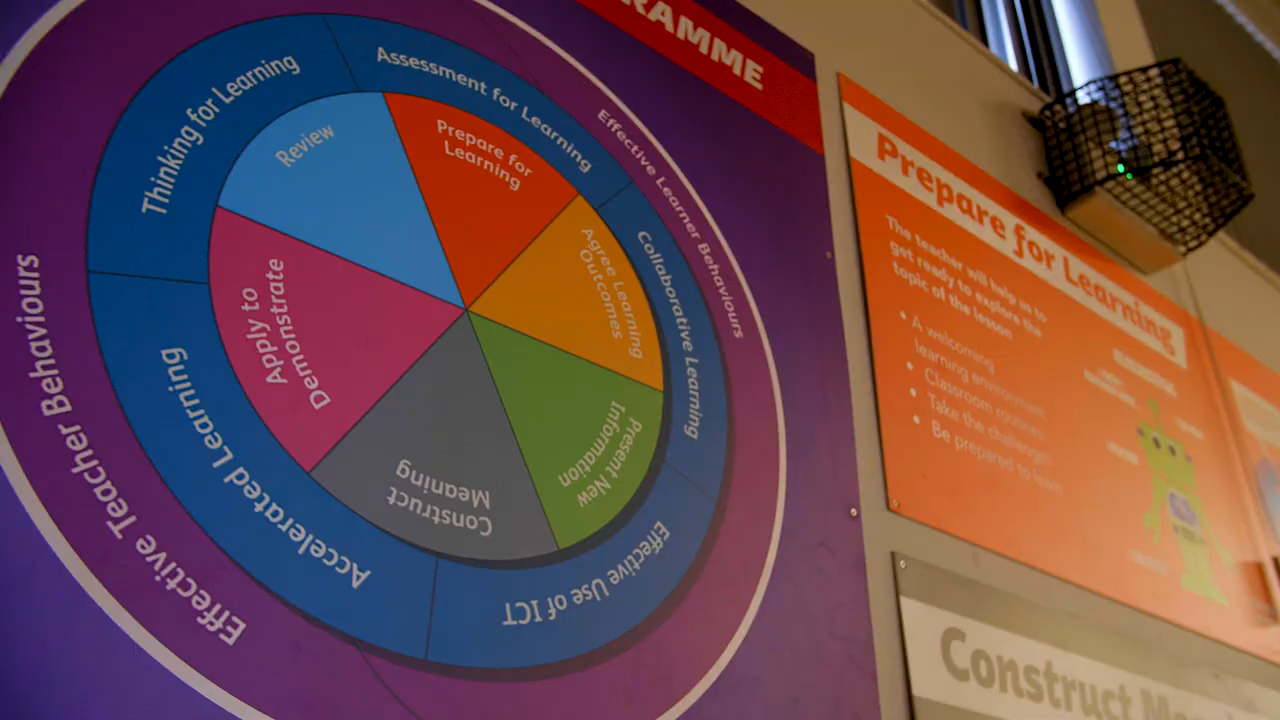 RAMME
Thinking for Learning
Assessment for Learning
Effective Learner Behaviours
Collaborative Learning
Effective Use of ICT
Accelerated Learning
Effective Teacher Behaviours
Review
Prepare for
Learning
Agree Learning
Outcomes
Present New
Information
Construct
Meaning
Apply to
Demonstrate
Prepare for Learning
The teacher will help us to
get ready to explore the
topic of the lesson
• A welcoming
learning environment
• Classroom routines
• Take the challenge
• Be prepared to learn
Construct